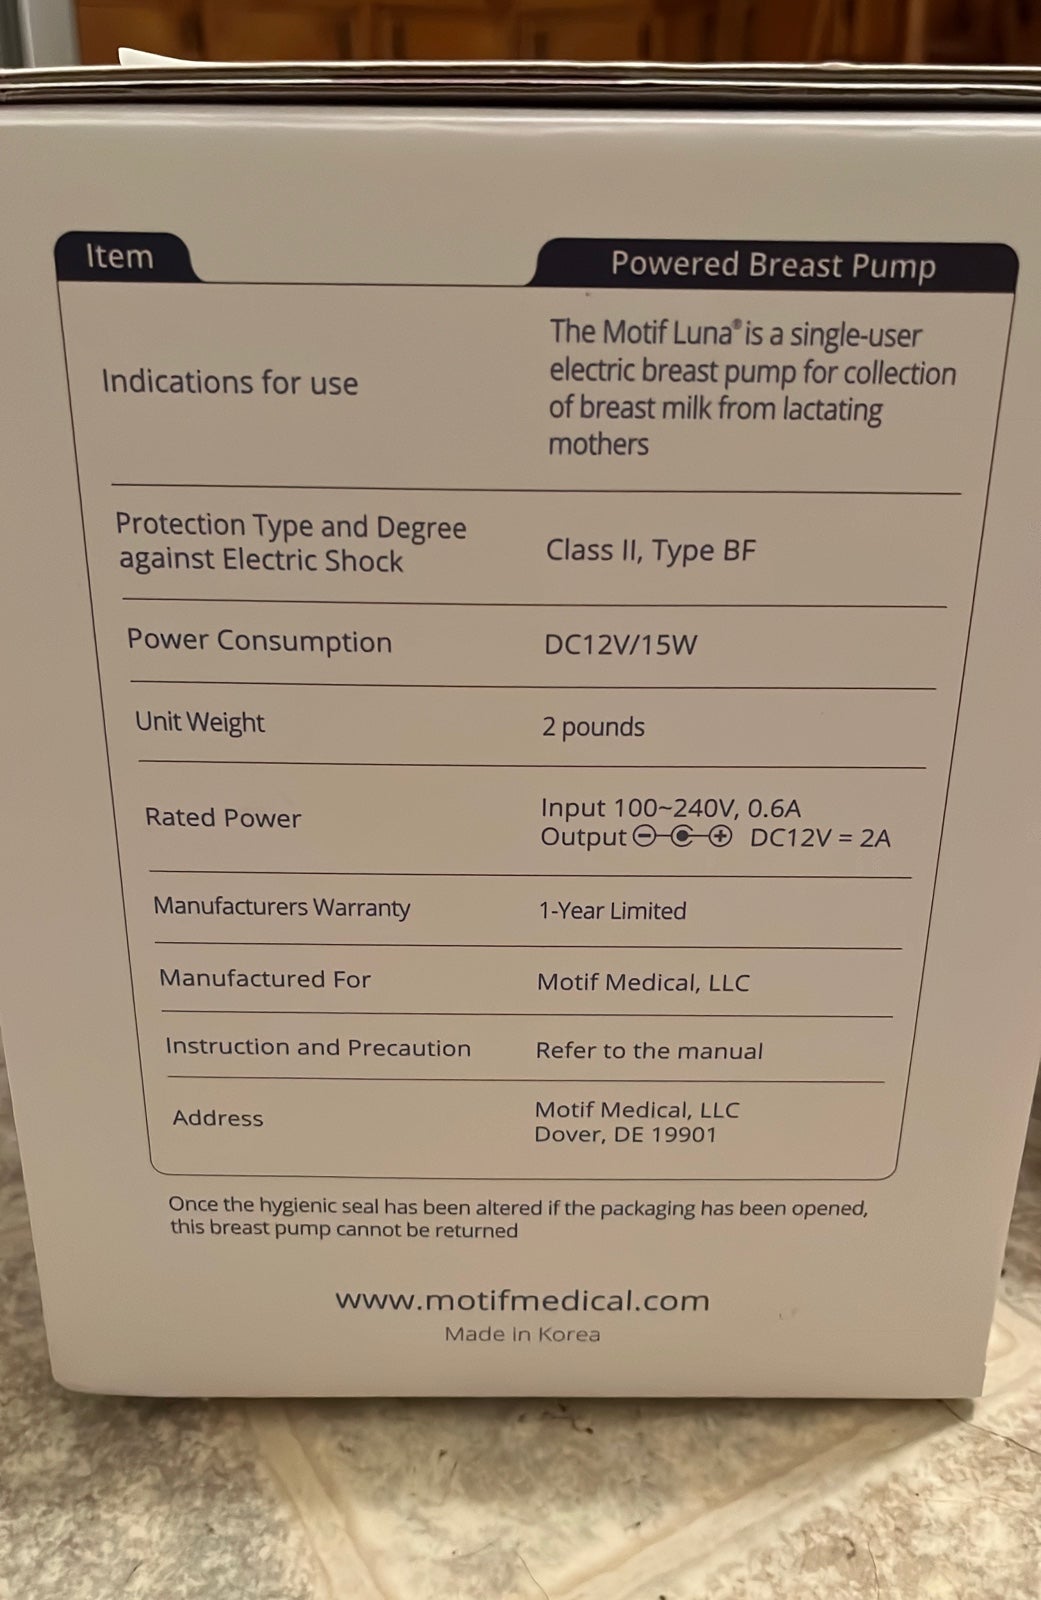 Item
Powered Breast Pump
Indications for use
The Motif Luna® is a single-user
electric breast pump for collection
of breast milk from lactating
mothers
Protection Type and Degree
against Electric Shock
Class II, Type BF
Power Consumption
DC12V/15W
Unit Weight
2 pounds
Rated Power
Input 100~240V, 0.6A
Output DC12V = 2A
Manufacturers Warranty
1-Year Limited
Manufactured For
Motif Medical, LLC
Instruction and Precaution
Refer to the manual
Address
Motif Medical, LLC
Dover, DE 19901
Once the hygienic seal has been altered if the packaging has been opened,
this breast pump cannot be returned
www.motifmedical.com
Made in Korea